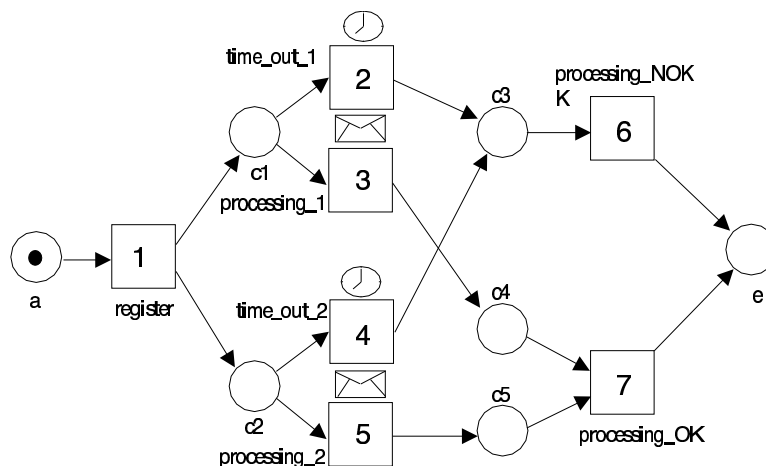 time_out_1
2
processing_NOK
K
c3
6
c1
3
processing_1
1
a
register
e
time_out_2
c4
4
7
c2
c5
processing_2
5
processing_OK